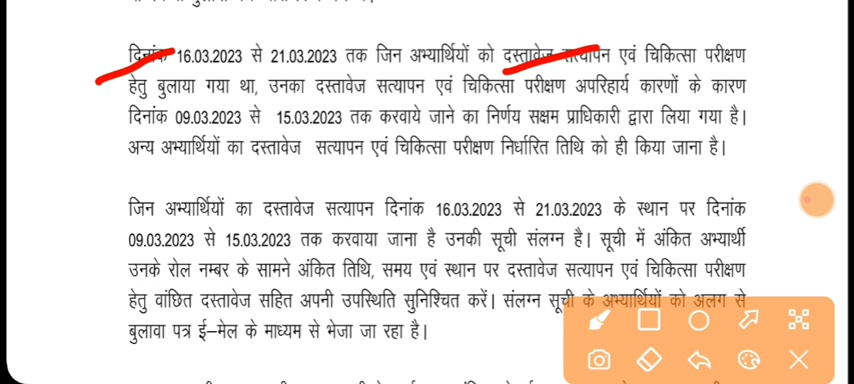 दिनांक 16.03.2023 से 21.03.2023 तक जिन अभ्यार्थियों को दस्तावेज सत्यापन एवं चिकित्सा परीक्षण
हेतु बुलाया गया था, उनका दस्तावेज सत्यापन एवं चिकित्सा परीक्षण अपरिहार्य कारणों के कारण
दिनांक 09.03.2023 से 15.03.2023 तक करवाये जाने का निर्णय सक्षम प्राधिकारी द्वारा लिया गया है।
अन्य अभ्यार्थियों का दस्तावेज सत्यापन एवं चिकित्सा परीक्षण निर्धारित तिथि को ही किया जाना है।
जिन अभ्यार्थियों का दस्तावेज सत्यापन दिनांक 16.03.2023 से 21.03.2023 के स्थान पर दिनांक
09.03.2023 से 15.03.2023 तक करवाया जाना है उनकी सूची संलग्न है। सूची में अंकित अभ्यार्थी
उनके रोल नम्बर के सामने अंकित तिथि, समय एवं स्थान पर दस्तावेज सत्यापन एवं चिकित्सा परीक्षण
हेतु वांछित दस्तावेज सहित अपनी उपस्थिति सुनिश्चित करें। संलग्न सूची के अभ्यार्थियों को अलग से
बुलावा पत्र ई–मेल के माध्यम से भेजा जा रहा है।